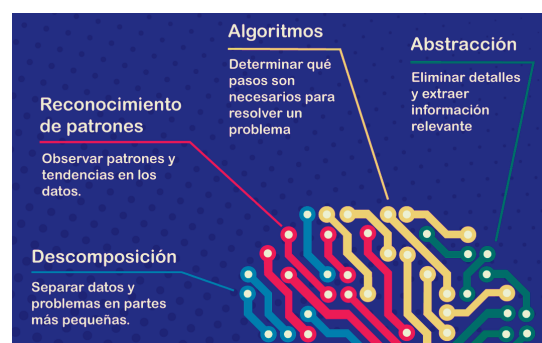 Algoritmos
Determinar qué
pasos son
necesarios para
resolver un
problema
Abstracción
Eliminar detalles
y extraer
información
relevante
Reconocimiento
de patrones
Observar patrones y
tendencias en los
datos.
Descomposición
Separar datos y
problemas en partes
más pequeñas.